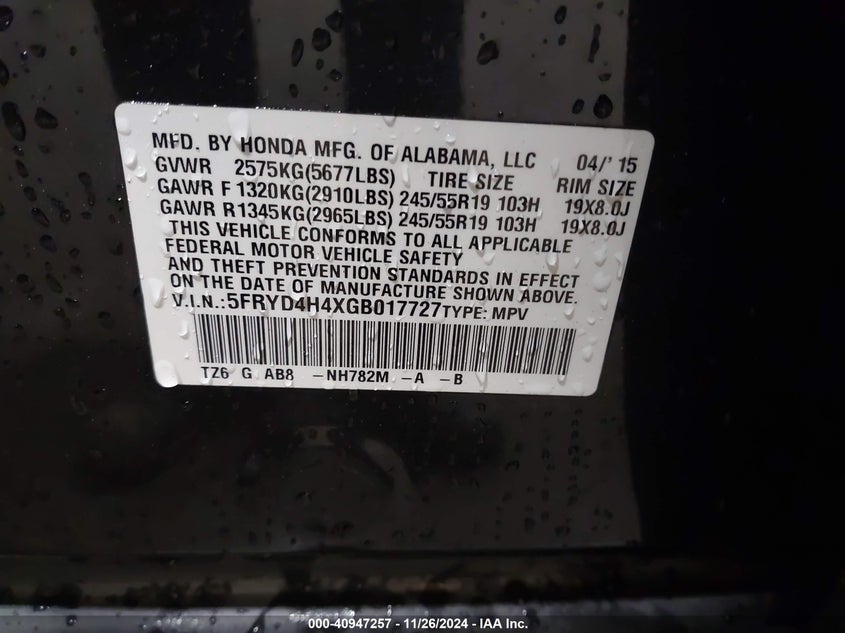 MFD. BY HONDA MFG. OF ALABAMA, LLC 04/' 15
GVWR 2575KG(5677LBS) TIRE SIZE RIM SIZE
GAWR F 1320KG(2910LBS) 245/55R19 103H 19X8.0J
GAWR R1345KG(2965LBS) 245/55R19 103H 19X8.0J
THIS VEHICLE CONFORMS TO ALL APPLICABLE
FEDERAL MOTOR VEHICLE SAFETY
AND THEFT PREVENTION STANDARDS IN EFFECT
ON THE DATE OF MANUFACTURE SHOWN ABOVE.
V.I.N.:5FRYD4H4XGB017727TYPE: MPV
TZ6 G AB8 -NH782M -A -B
000-40947257 - 11/26/2024 - IAA Inc.